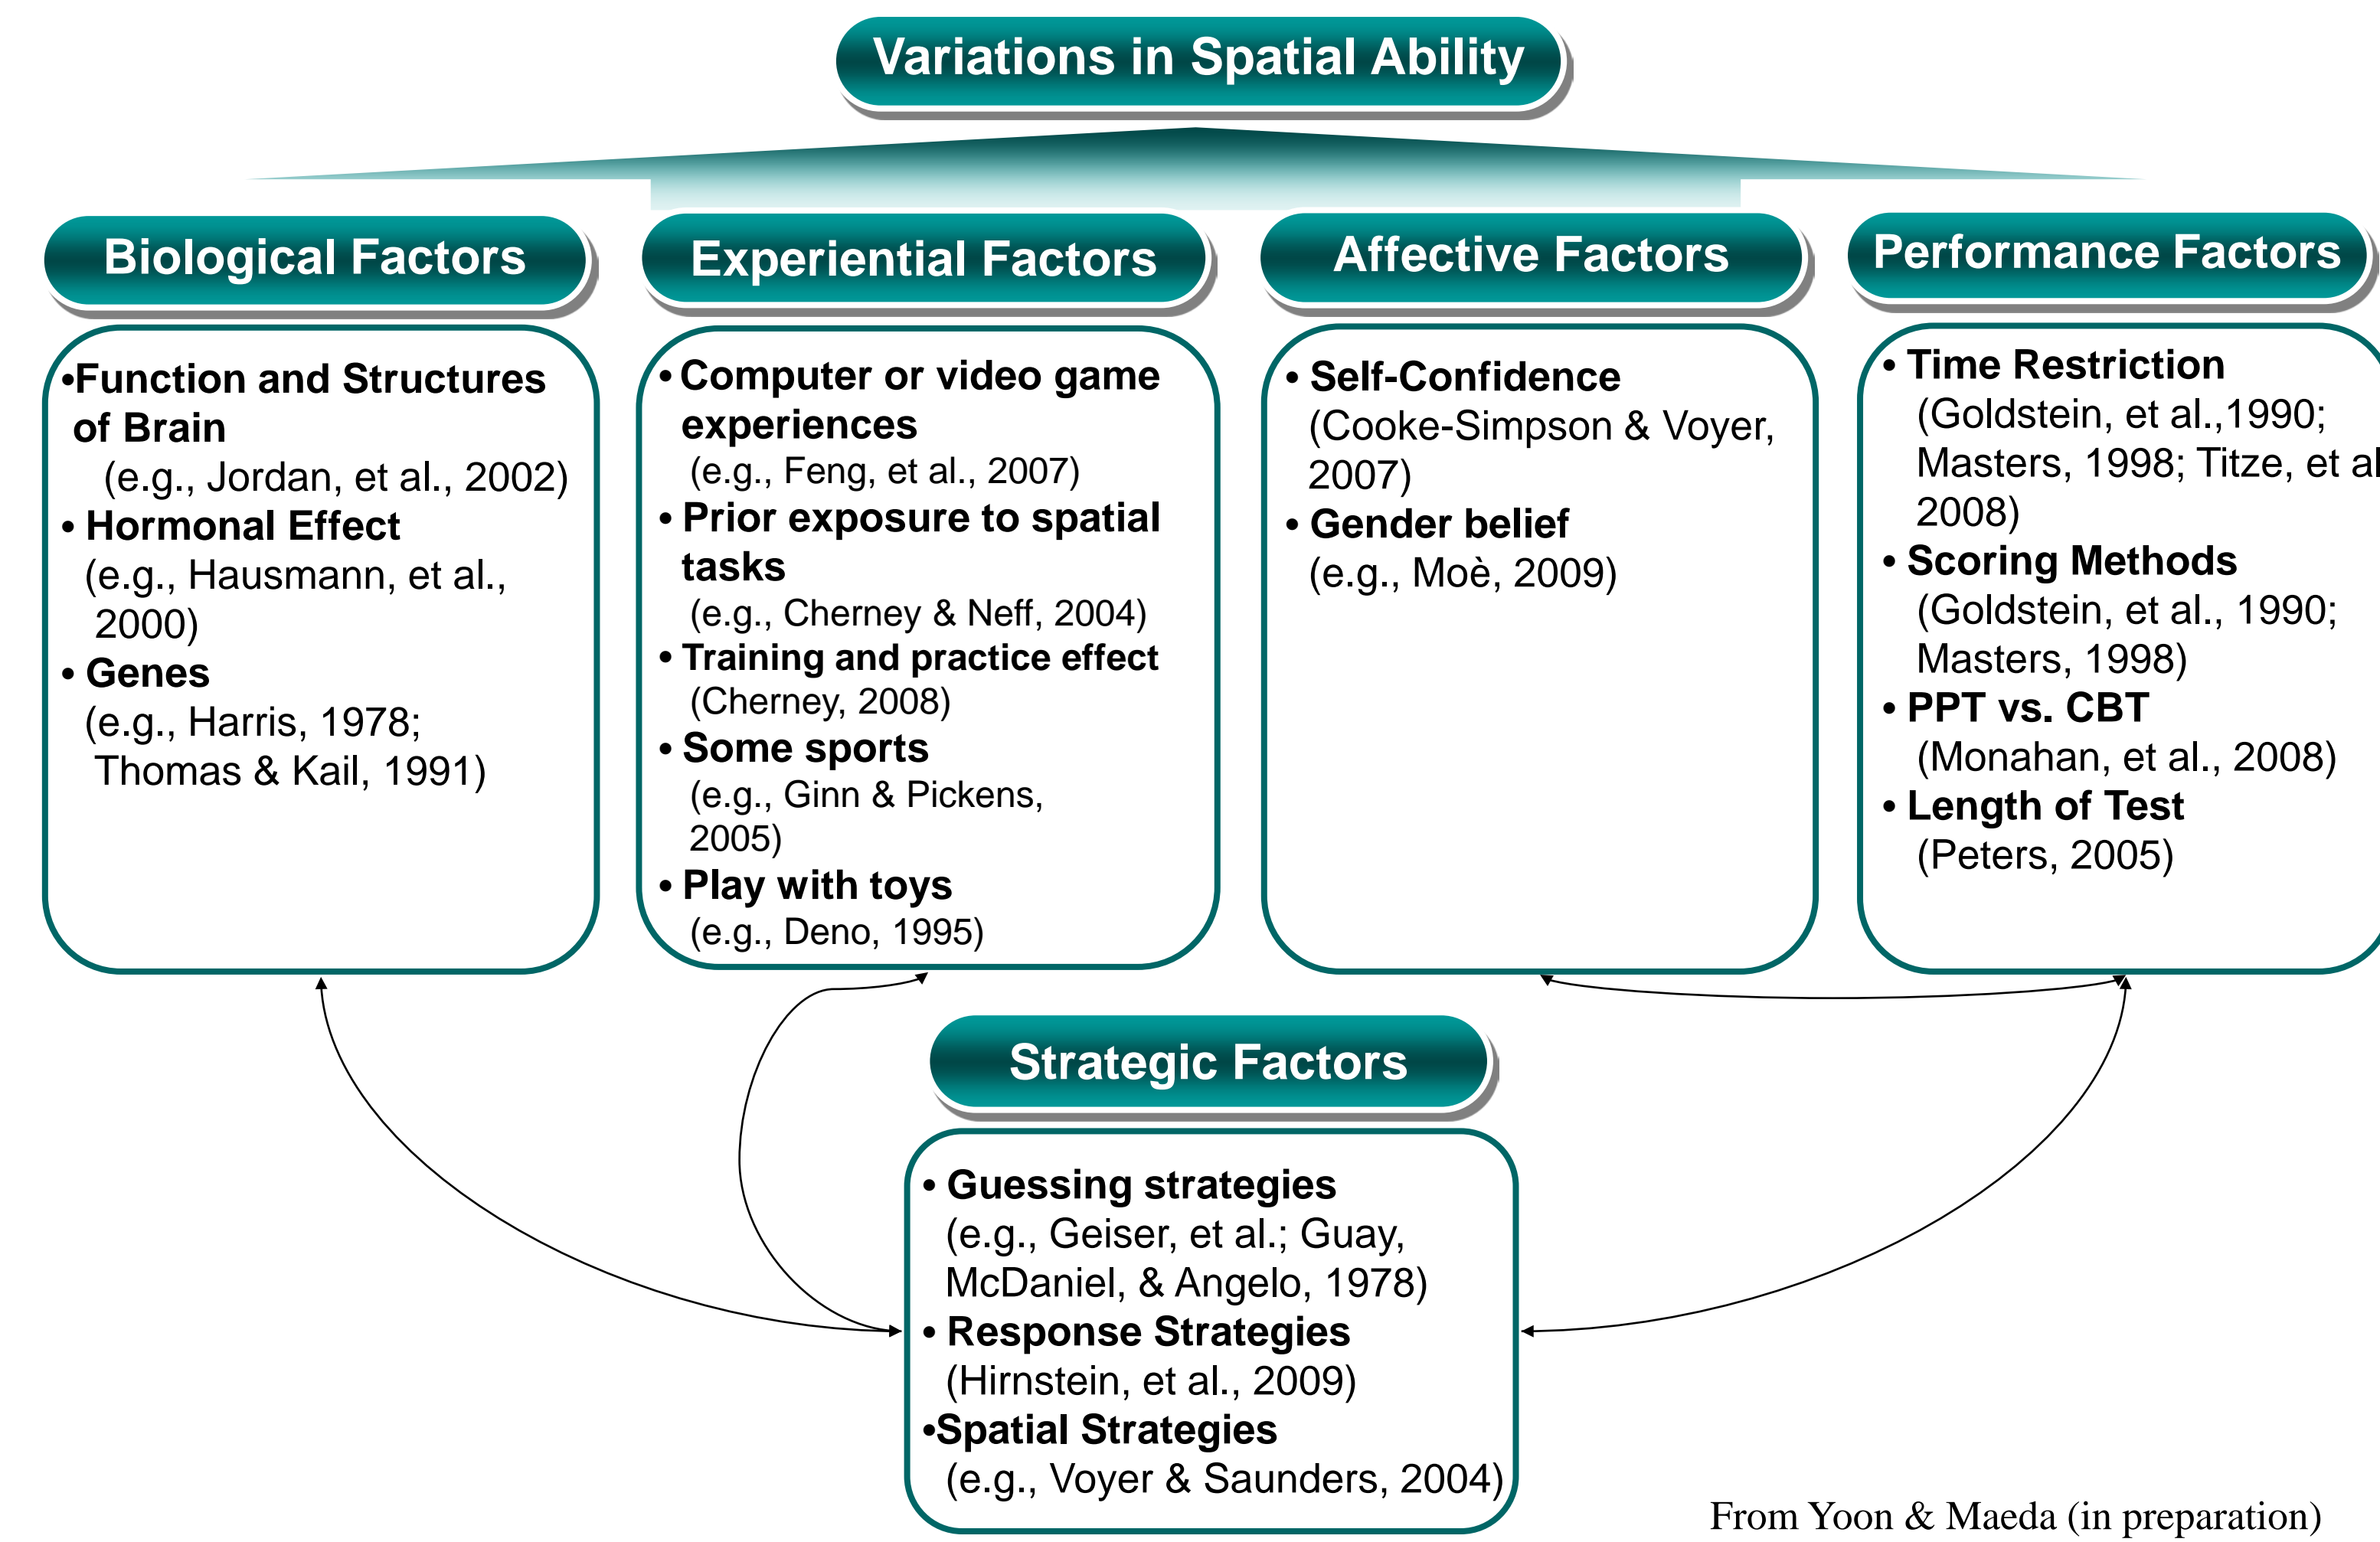 Variations in Spatial Ability
Biological Factors
•Function and Structures
of Brain
(e.g., Jordan, et al., 2002)
• Hormonal Effect
(e.g., Hausmann, et al.,
2000)
• Genes
(e.g., Harris, 1978;
Thomas & Kail, 1991)
Experiential Factors
• Computer or video game
experiences
(e.g., Feng, et al., 2007)
• Prior exposure to spatial
tasks
(e.g., Cherney & Neff, 2004)
• Training and practice effect
(Cherney, 2008)
• Some sports
(e.g., Ginn & Pickens,
2005)
• Play with toys
(e.g., Deno, 1995)
Affective Factors
• Self-Confidence
(Cooke-Simpson & Voyer,
2007)
• Gender belief
(e.g., Moè, 2009)
Performance Factors
• Time Restriction
(Goldstein, et al.,1990;
Masters, 1998; Titze, et al
2008)
• Scoring Methods
(Goldstein, et al., 1990;
Masters, 1998)
• PPT vs. CBT
(Monahan, et al., 2008)
• Length of Test
(Peters, 2005)
Strategic Factors
• Guessing strategies
(e.g., Geiser, et al.; Guay,
McDaniel, & Angelo, 1978)
• Response Strategies
(Hirnstein, et al., 2009)
•Spatial Strategies
(e.g., Voyer & Saunders, 2004)
From Yoon & Maeda (in preparation)